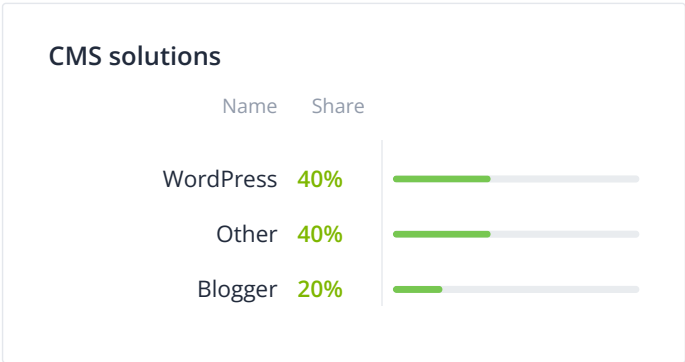 CMS solutions
Name Share
WordPress 40%
Other 40%
Blogger 20%